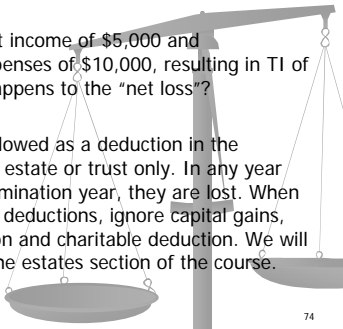 t income of $5,000 and
penses of $10,000, resulting in TI of
appens to the “net loss”?
lowed as a deduction in the
estate or trust only. In any year
mination year, they are lost. When
deductions, ignore capital gains,
on and charitable deduction. We will
ne estates section of the course.
74